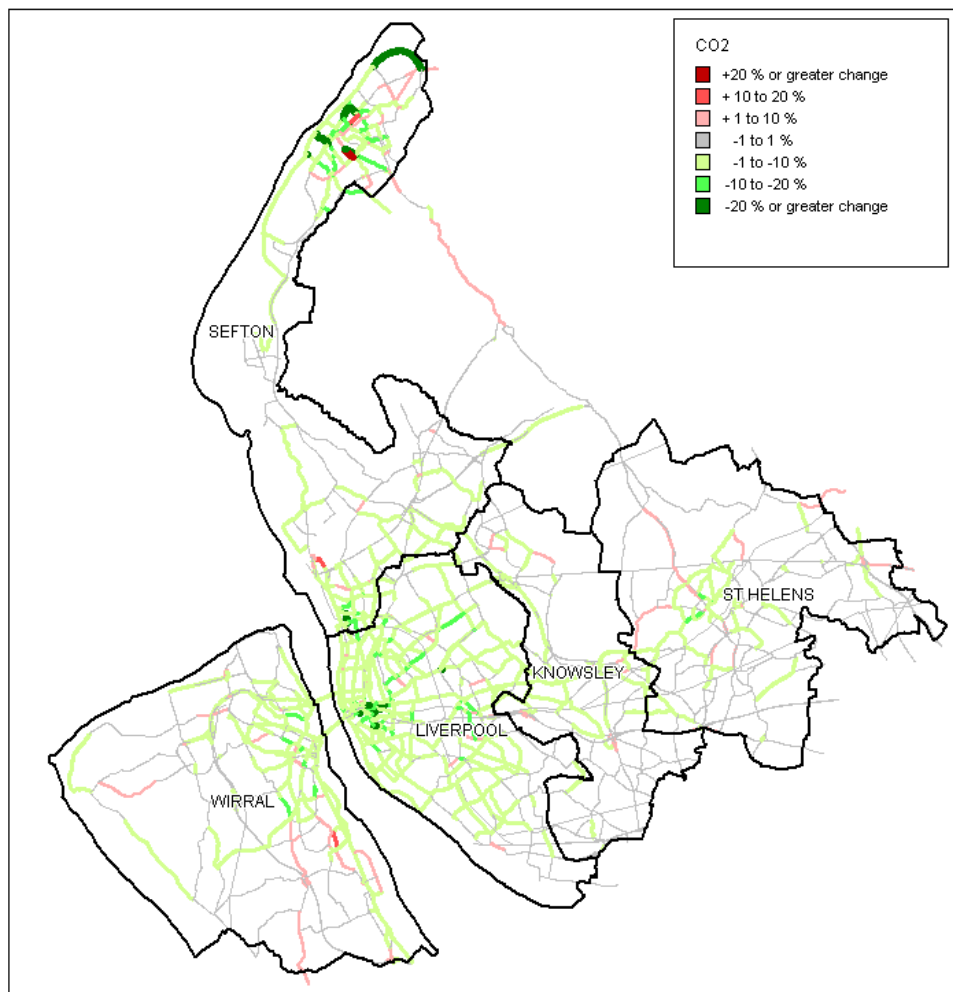 CO2
+20 % or greater change
+ 10 to 20 %
+ 1 to 10 %
-1 to 1 %
-1 to -10 %
-10 to -20 %
-20 % or greater change
SEFTON
ST HELENS
KNOWSLEY
LIVERPOOL
WIRRAL